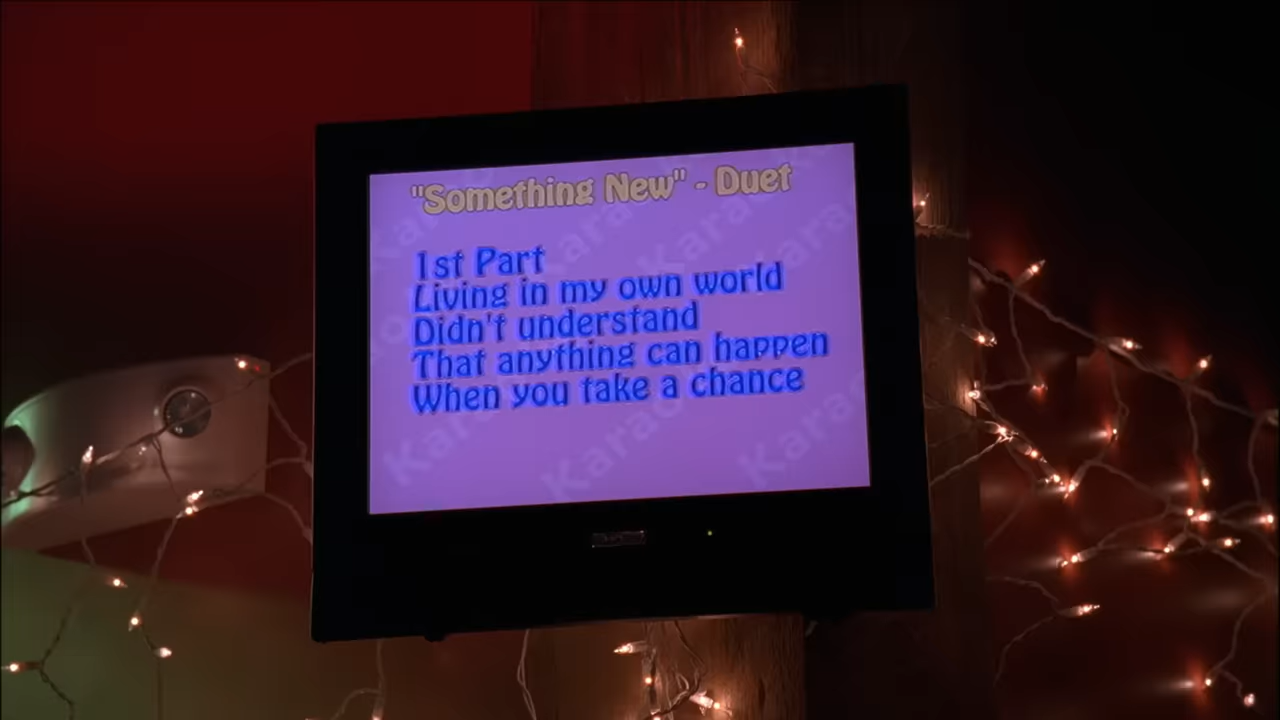 "Something New" - Duet
1st Part
Living in my own world
Didn't understand
That anything can happen
When you take a chance
Karaoke